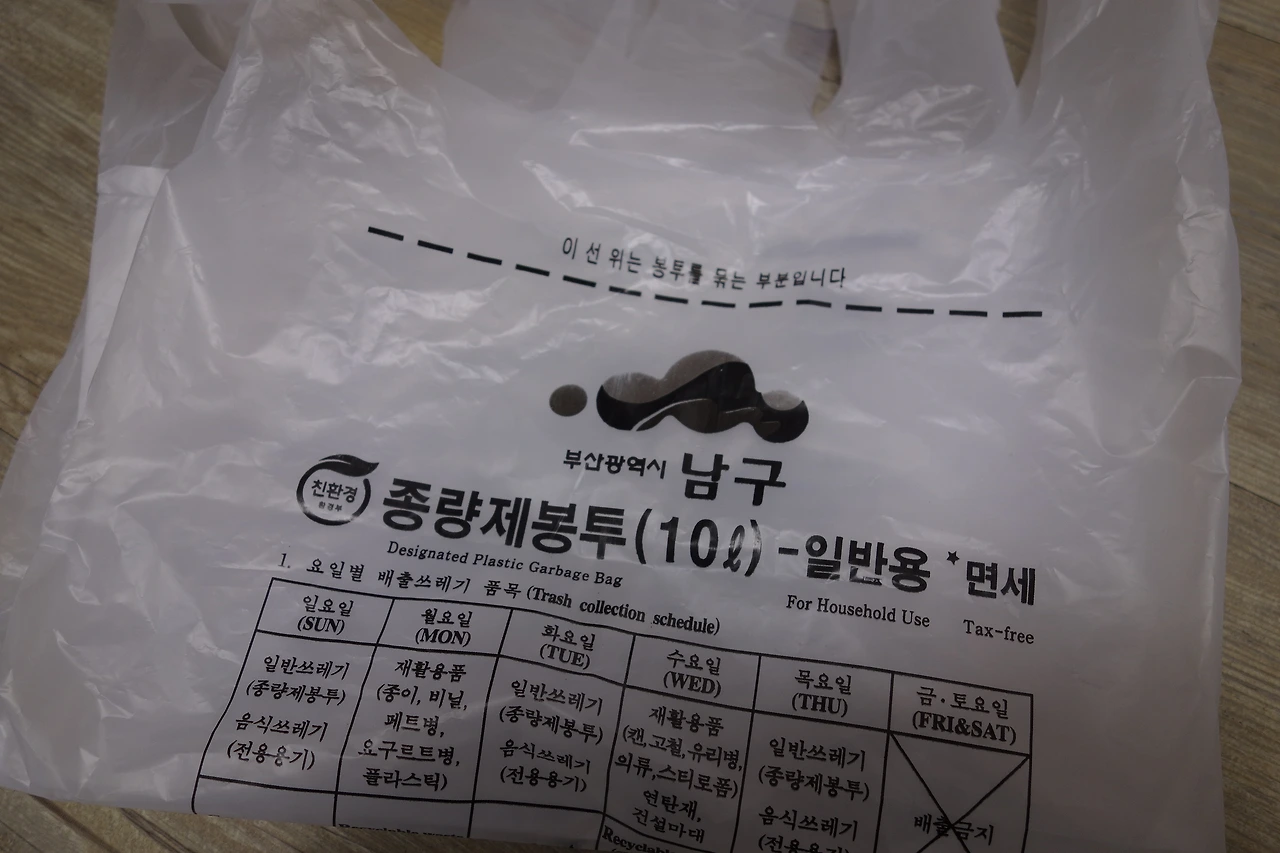 이 선 위는 봉투를 묶는 부분입니다
부산광역시 남구
친환경
환경부
종량제봉투(10ℓ)-일반용 *면세
Designated Plastic Garbage Bag
For Household Use
Tax-free
1. 요일별 배출쓰레기 품목 (Trash collection schedule)
일요일
(SUN)
월요일
(MON)
화요일
(TUE)
수요일
(WED)
목요일
(THU)
금·토요일
(FRI&SAT)
일반쓰레기
(종량제봉투)
음식쓰레기
(전용용기)
재활용품
(종이, 비닐,
페트병,
요구르트병,
플라스틱)
일반쓰레기
(종량제봉투)
음식쓰레기
(전용용기)
재활용품
(캔,고철,유리병,
의류,스티로폼)
연탄재,
건설마대
일반쓰레기
(종량제봉투)
음식쓰레기
(전용용기)
배출금지